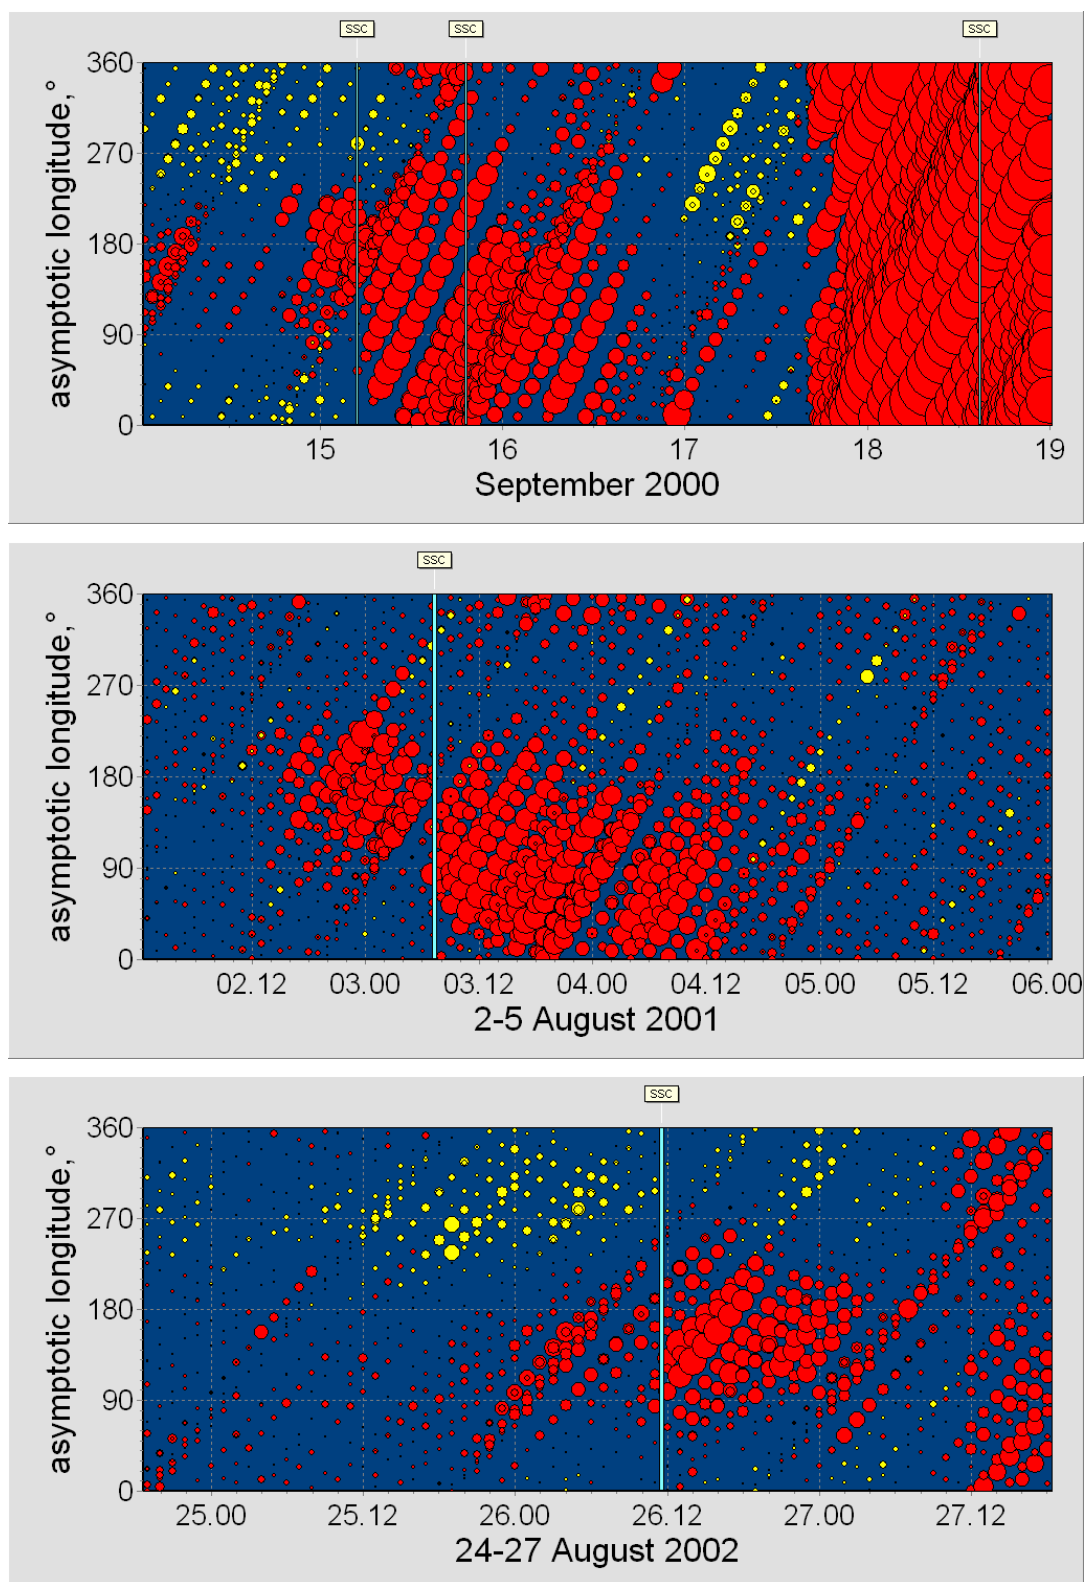 SSC SSC SSC
360
270
180
90
0
asymptotic longitude,°
15 16 17 18 19
September 2000
SSC
360
270
180
90
0
asymptotic longitude,°
02.12 03.00 03.12 04.00 04.12 05.00 05.12 06.00
2-5 August 2001
SSC
360
270
180
90
0
asymptotic longitude,°
25.00 25.12 26.00 26.12 27.00 27.12
24-27 August 2002